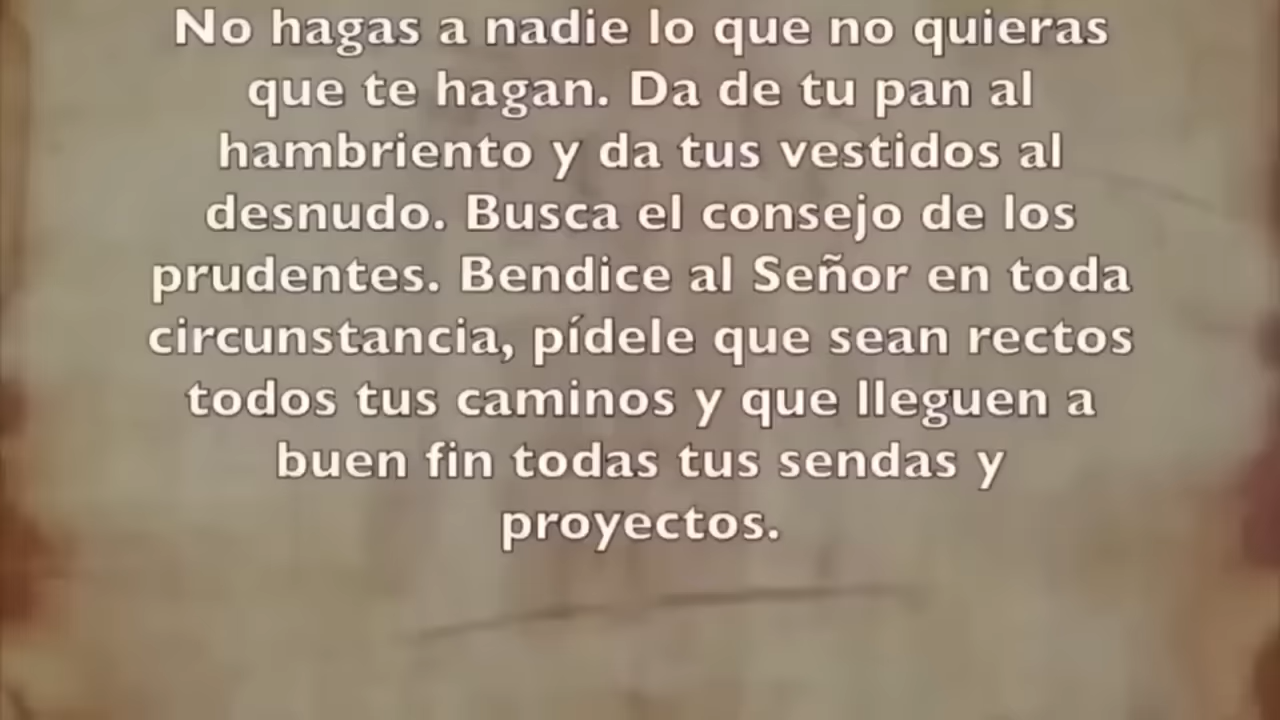 No hagas a nadie lo que no quieras
que te hagan. Da de tu pan al
hambriento y da tus vestidos al
desnudo. Busca el consejo de los
prudentes. Bendice al Señor en toda
circunstancia, pídele que sean rectos
todos tus caminos y que lleguen a
buen fin todas tus sendas y
proyectos.